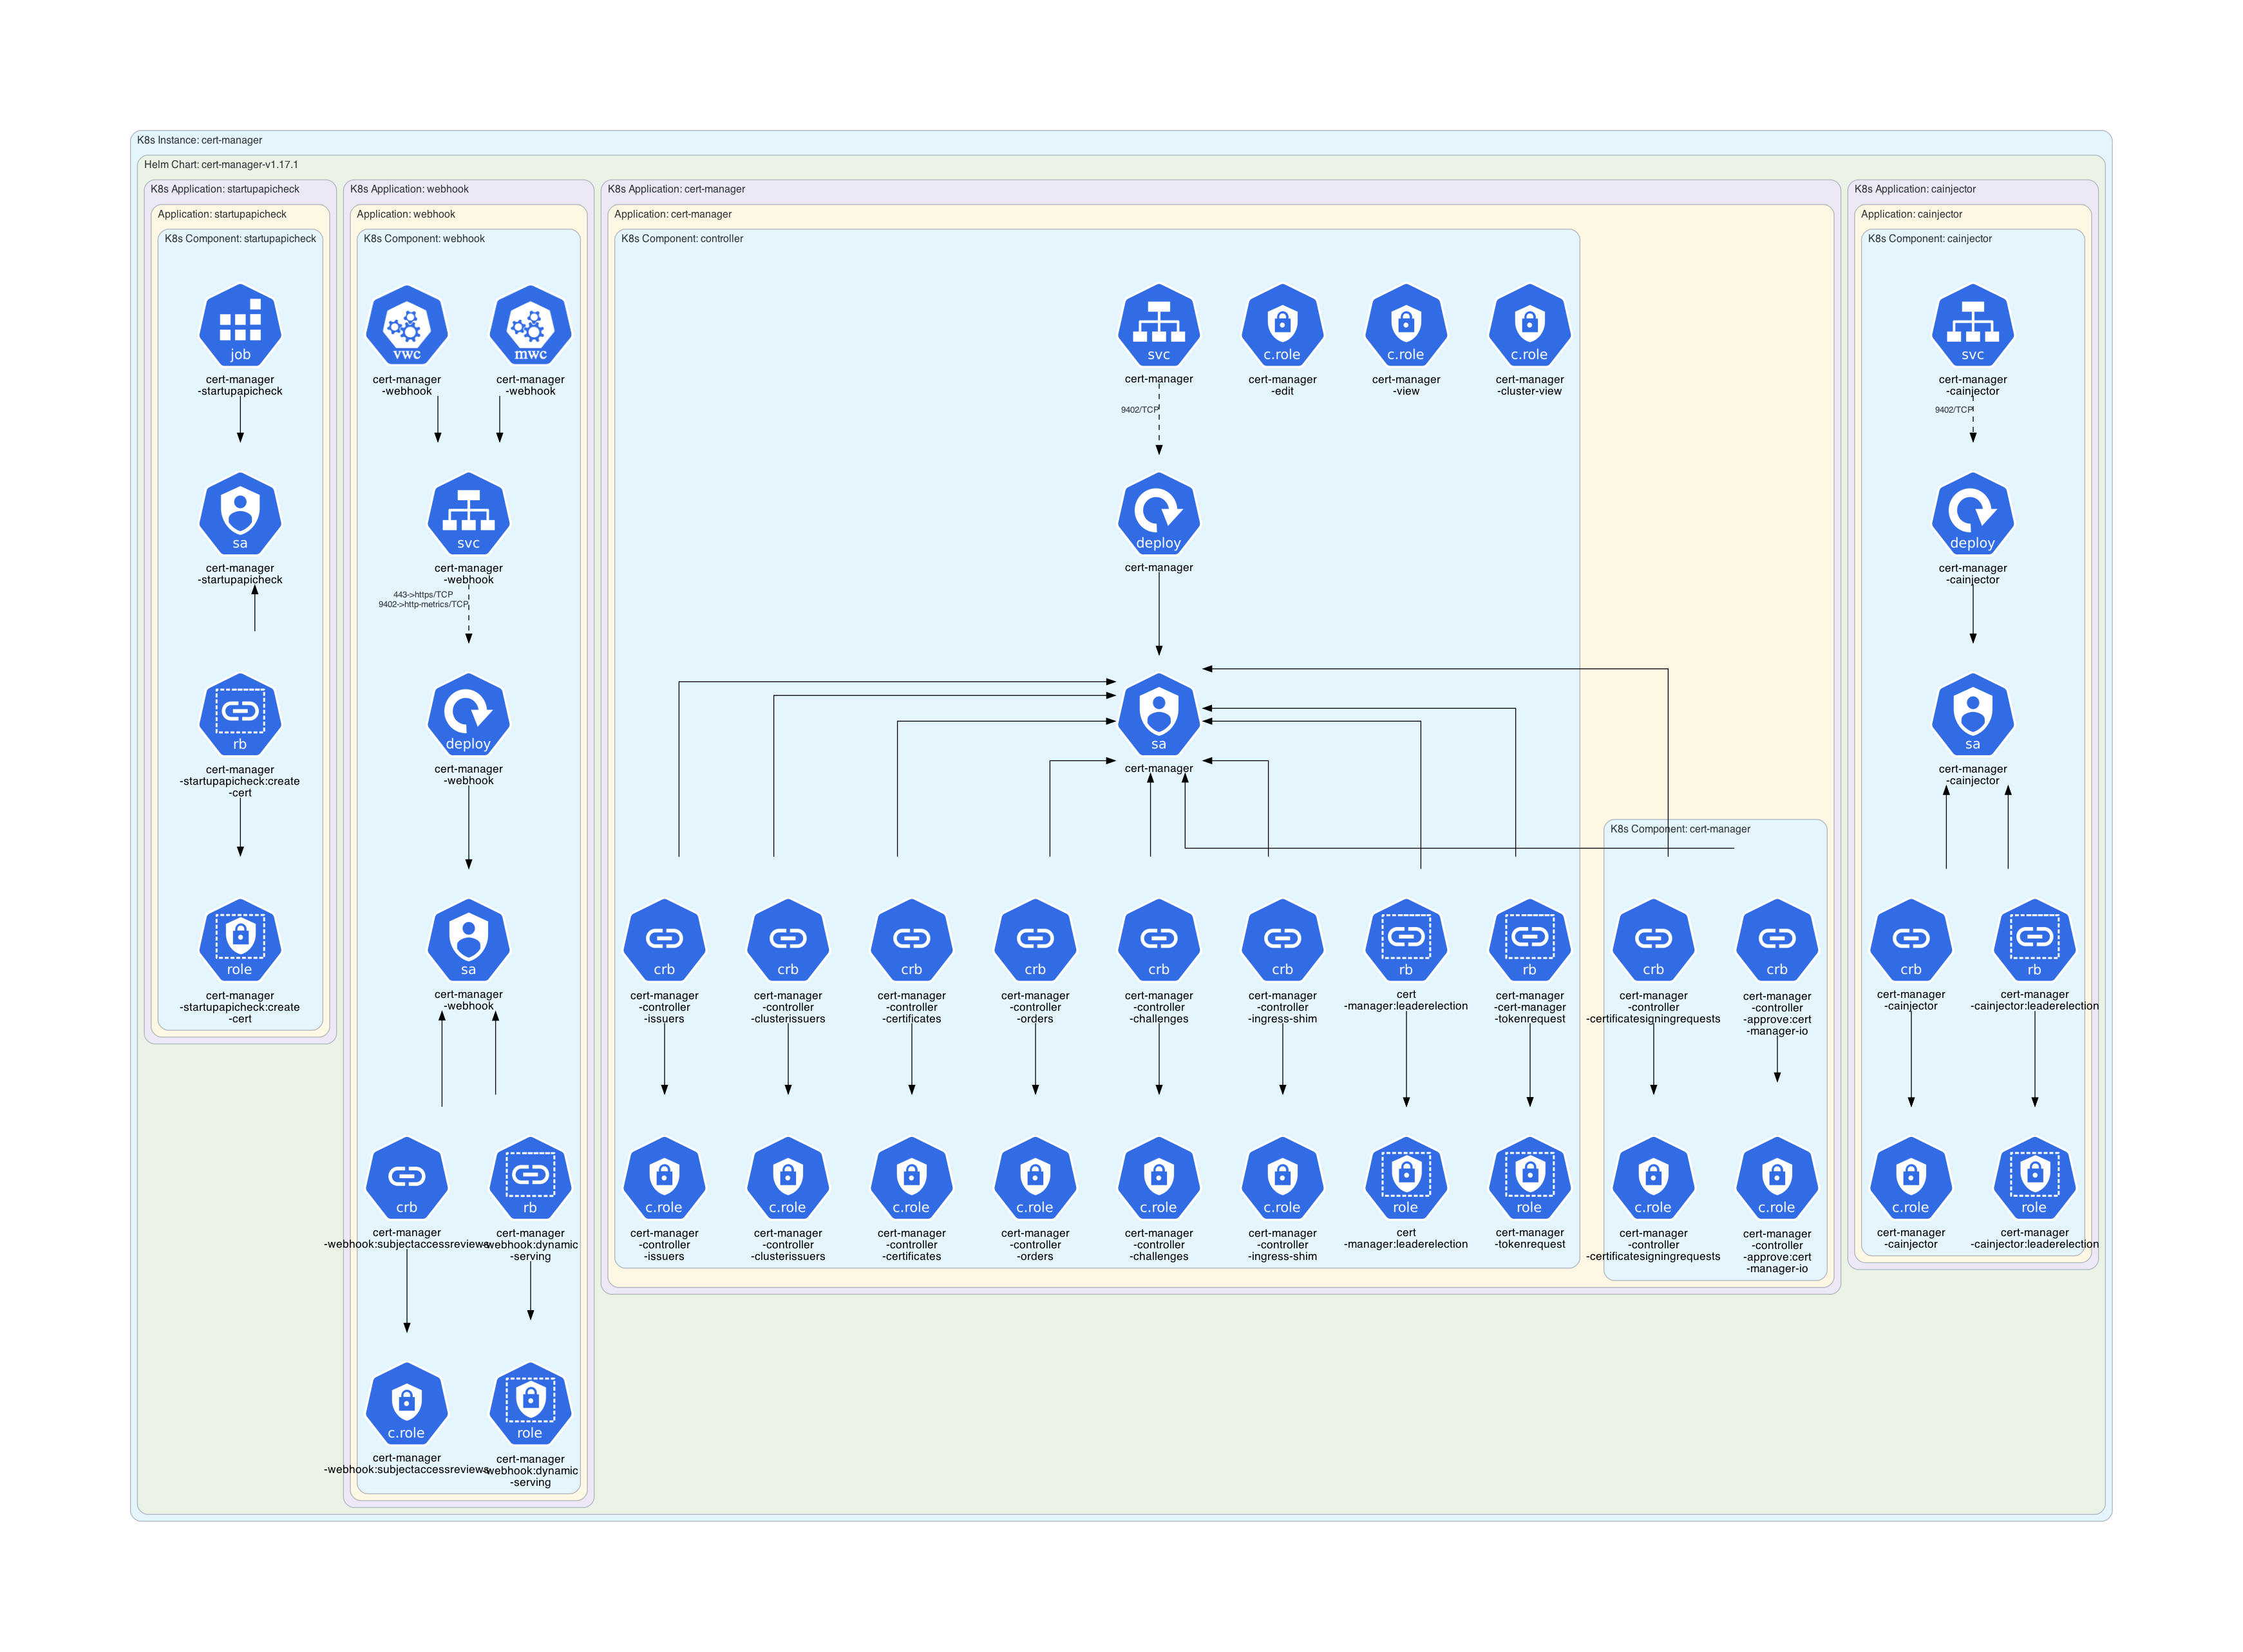 K8s Instance: cert-manager
Helm Chart: cert-manager-v1.17.1
K8s Application: startupapicheck
Application: startupapicheck
K8s Component: startupapicheck
job
cert-manager
-startupapicheck
sa
cert-manager
-startupapicheck
rb
cert-manager
-startupapicheck:create
-cert
role
cert-manager
-startupapicheck:create
-cert
K8s Application: webhook
Application: webhook
K8s Component: webhook
vwc
cert-manager
-webhook
mwc
cert-manager
-webhook
svc
cert-manager
-webhook
443->https/TCP
9402->http-metrics/TCP
deploy
cert-manager
-webhook
sa
cert-manager
-webhook
crb
cert-manager
-webhook:subjectaccessreviews
rb
cert-manager
-webhook:dynamic
-serving
c.role
cert-manager
-webhook:subjectaccessreviews
role
cert-manager
-webhook:dynamic
-serving
K8s Application: cert-manager
Application: cert-manager
K8s Component: controller
svc
cert-manager
9402/TCP
c.role
cert-manager
-edit
c.role
cert-manager
-view
c.role
cert-manager
-cluster-view
deploy
cert-manager
sa
cert-manager
crb
cert-manager
-controller
-issuers
crb
cert-manager
-controller
-clusterissuers
crb
cert-manager
-controller
-certificates
crb
cert-manager
-controller
-orders
crb
cert-manager
-controller
-challenges
crb
cert-manager
-controller
-ingress-shim
rb
cert
-manager:leaderelection
rb
cert-manager
-cert-manager
-tokenrequest
c.role
cert-manager
-controller
-issuers
c.role
cert-manager
-controller
-clusterissuers
c.role
cert-manager
-controller
-certificates
c.role
cert-manager
-controller
-orders
c.role
cert-manager
-controller
-challenges
c.role
cert-manager
-controller
-ingress-shim
role
cert
-manager:leaderelection
role
cert-manager
-tokenrequest
K8s Component: cert-manager
crb
cert-manager
-controller
-certificatesigningrequests
crb
cert-manager
-controller
-approve:cert
-manager-io
c.role
cert-manager
-controller
-certificatesigningrequests
c.role
cert-manager
-controller
-approve:cert
-manager-io
K8s Application: cainjector
Application: cainjector
K8s Component: cainjector
svc
cert-manager
-cainjector
9402/TCP
deploy
cert-manager
-cainjector
sa
cert-manager
-cainjector
crb
cert-manager
-cainjector
rb
cert-manager
-cainjector:leaderelection
c.role
cert-manager
-cainjector
role
cert-manager
-cainjector:leaderelection